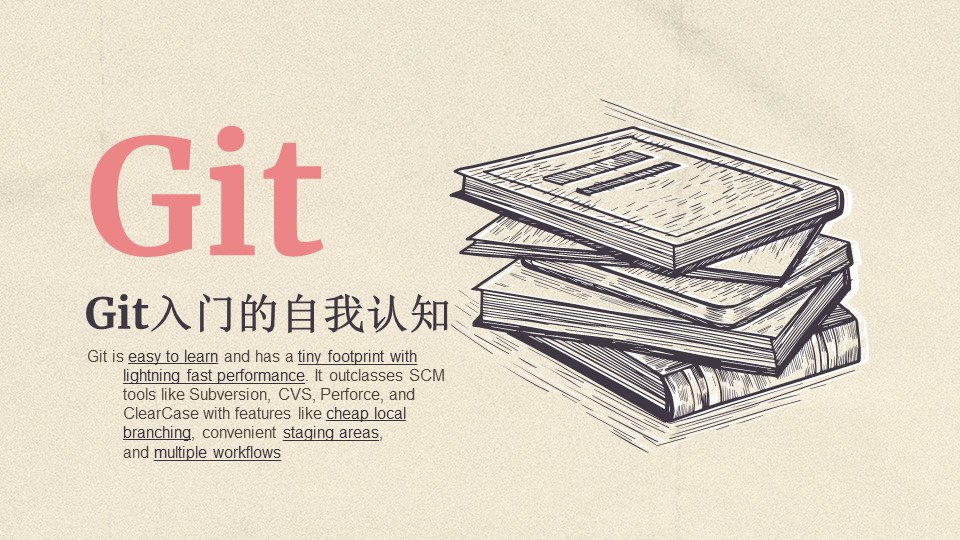 Git
Git入门的自我认知
Git is easy to learn and has a tiny footprint with
lightning fast performance. It outclasses SCM
tools like Subversion, CVS, Perforce, and
ClearCase with features like cheap local
branching, convenient staging areas,
and multiple workflows